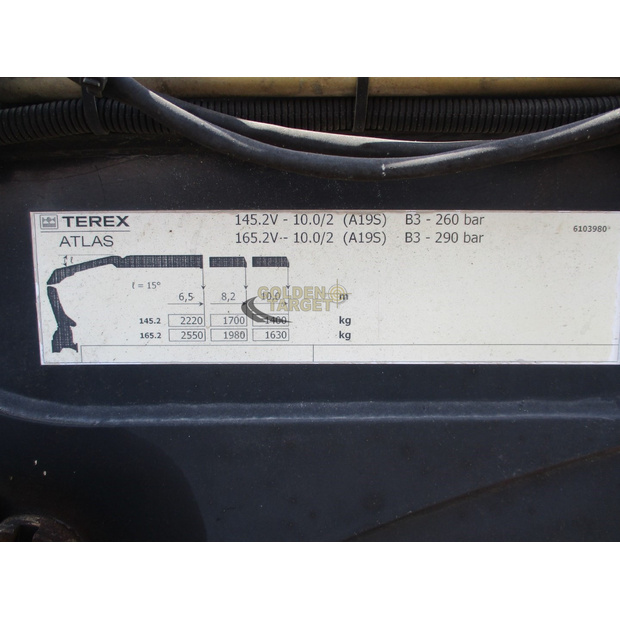 TEREX 145.2V - 10.0/2 (A19S) B3 - 260 bar
ATLAS 165.2V - 10.0/2 (A19S) B3 - 290 bar
6103980
ℓ
ℓ = 15°
6,5 8,2 10,0 m
GOLDEN
TARGET
145.2 2220 1700 1400 kg
165.2 2550 1980 1630 kg